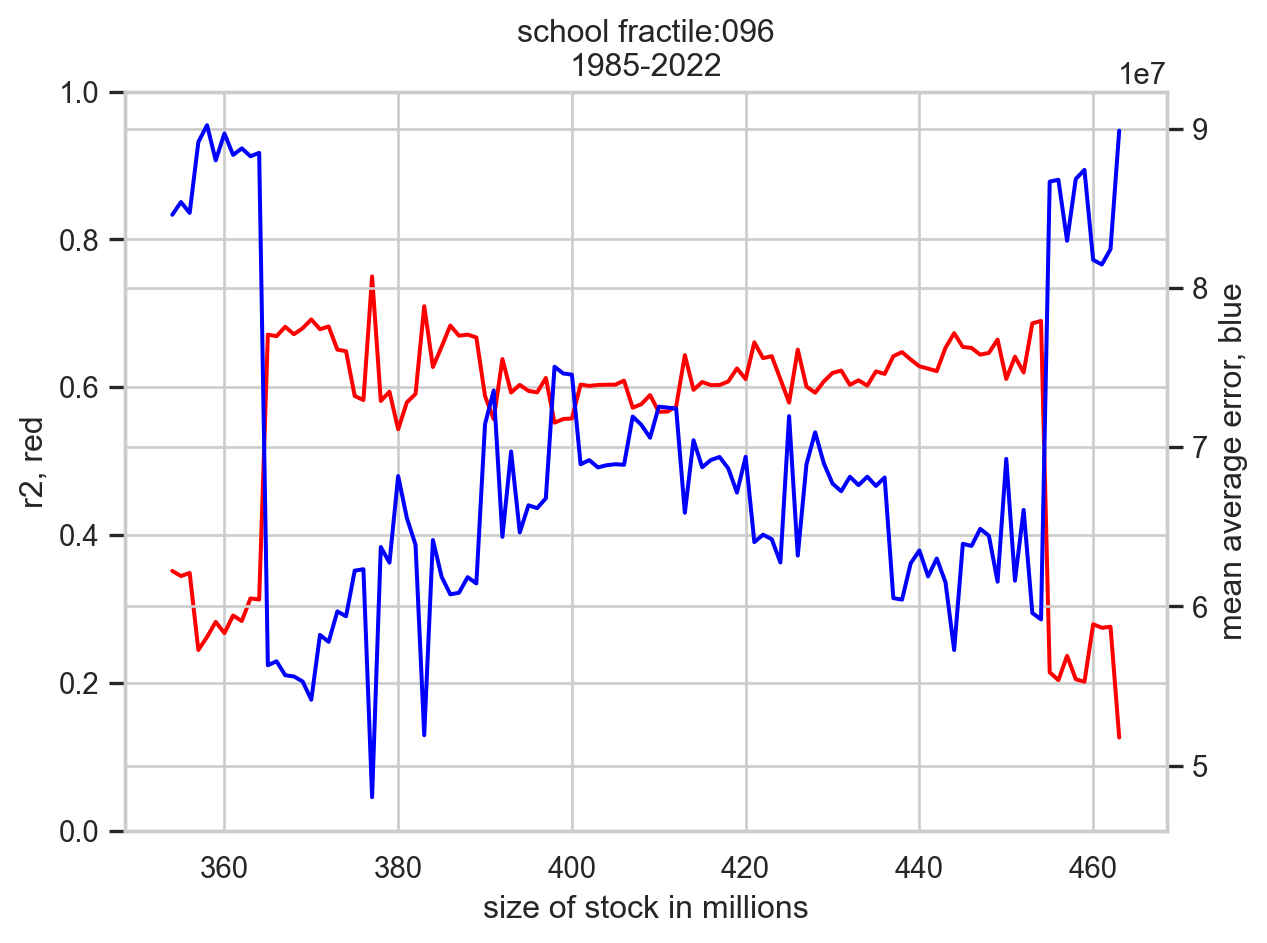 school fractile:096
1985-2022
1e7
1.0
0.8
0.6
0.4
0.2
0.0
r2, red
9
8
7
6
5
mean average error, blue
360 380 400 420 440 460
size of stock in millions